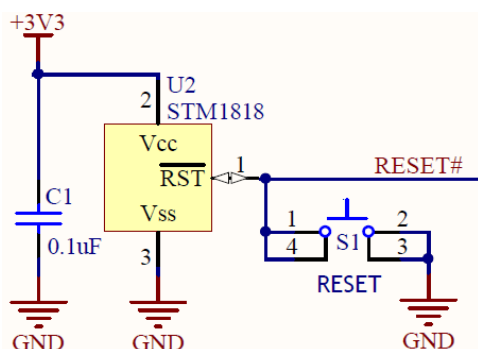 +3V3
U2
STM1818
2
Vcc
RST
1
RESET#
Vss
C1
0.1uF
3
1
2
4
S1
3
RESET
GND
GND
GND